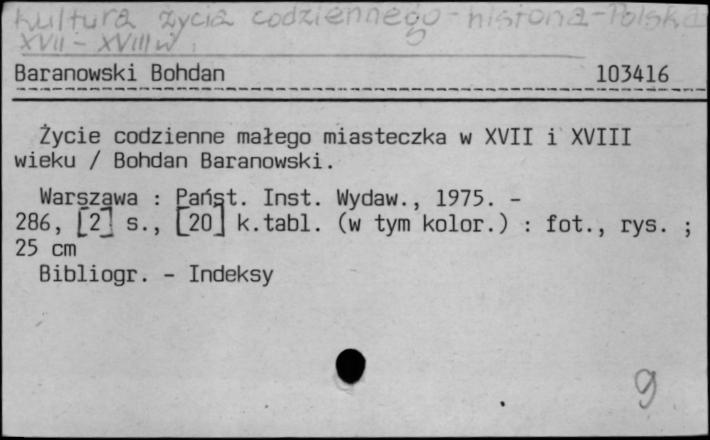 Kultura życia codziennego - historia - Polska
XVII - XVIII w.
Baranowski Bohdan 103416
Życie codzienne małego miasteczka w XVII i XVIII
wieku / Bohdan Baranowski.
Warszawa : Państ. Inst. Wydaw., 1975. -
286, [2] s., [20] k.tabl. (w tym kolor.) : fot., rys. ;
25 cm
Bibliogr. - Indeksy
9